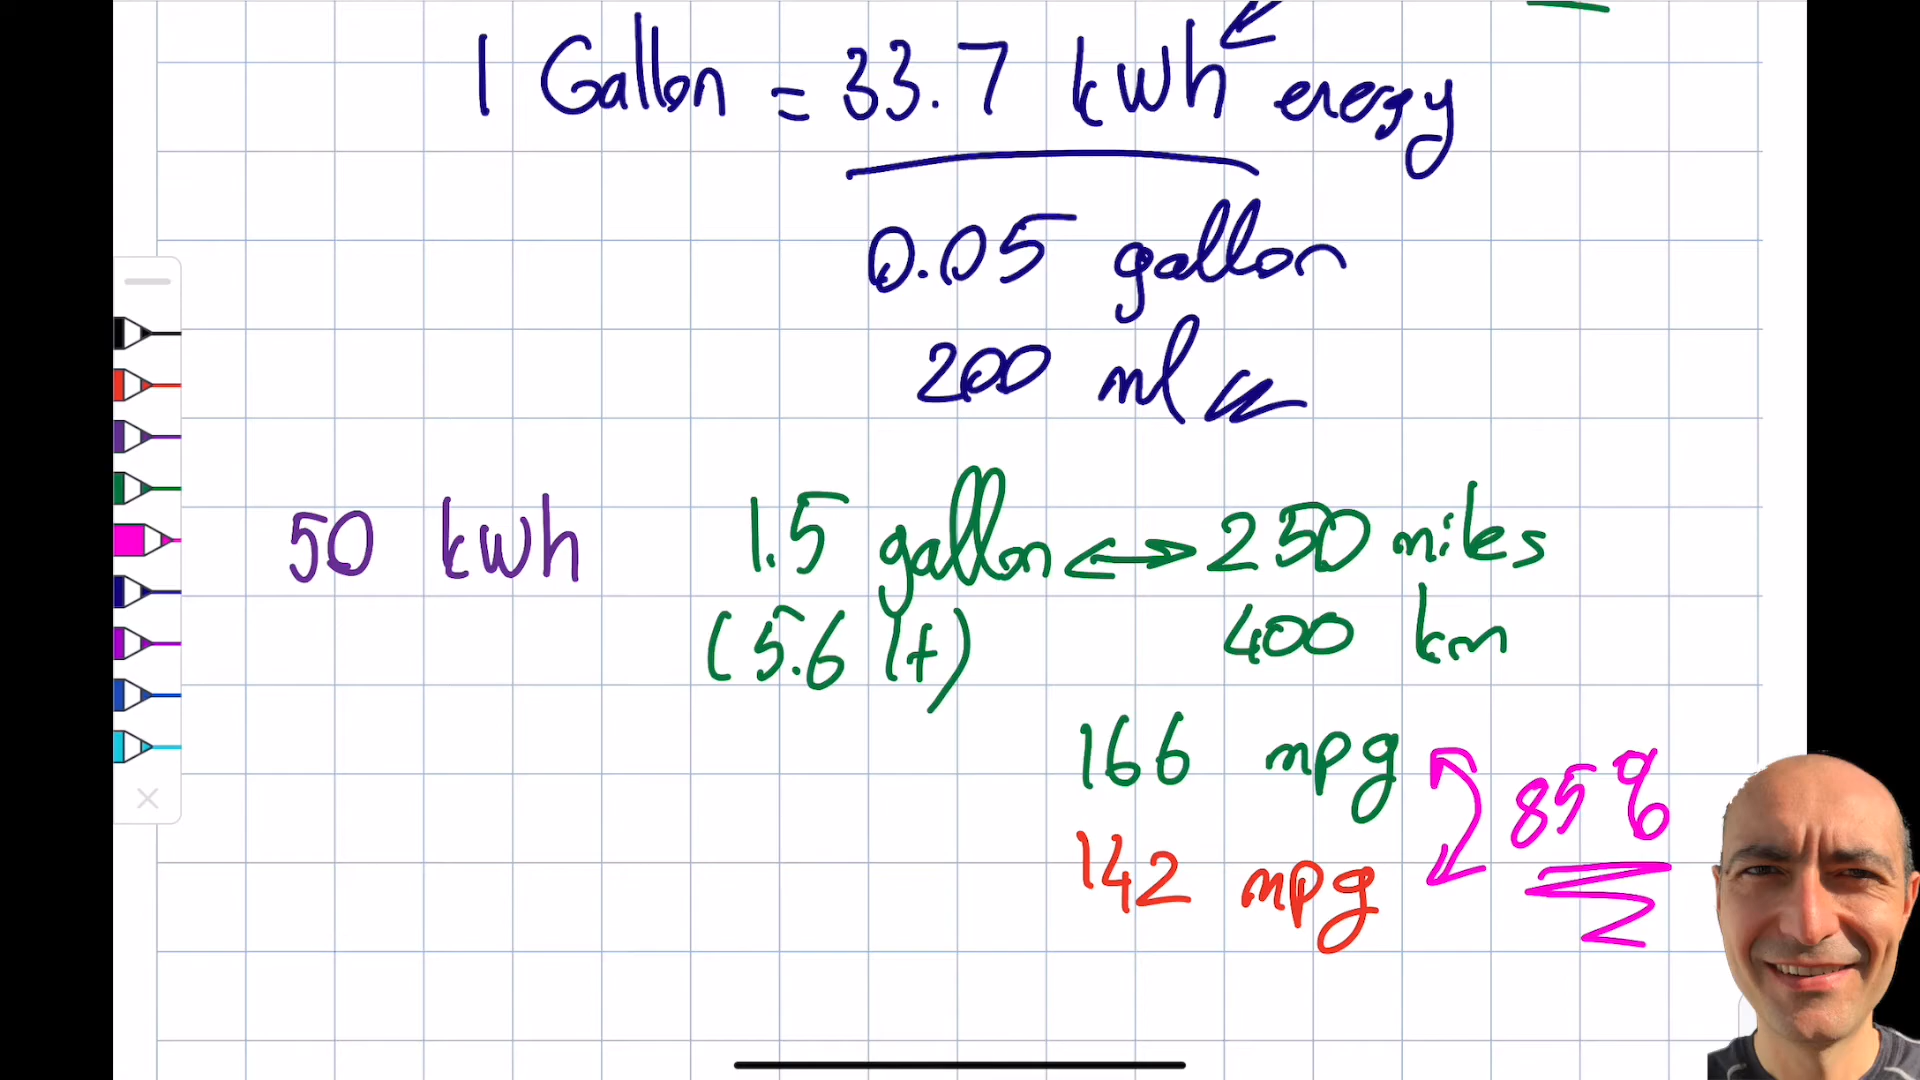 1 Gallon = 33.7 kWh energy
0.05 gallon
200 ml
50 kWh 1.5 gallon ↔ 250 miles
(5.6 lt) 400 km
166 mpg
85%
142 mpg